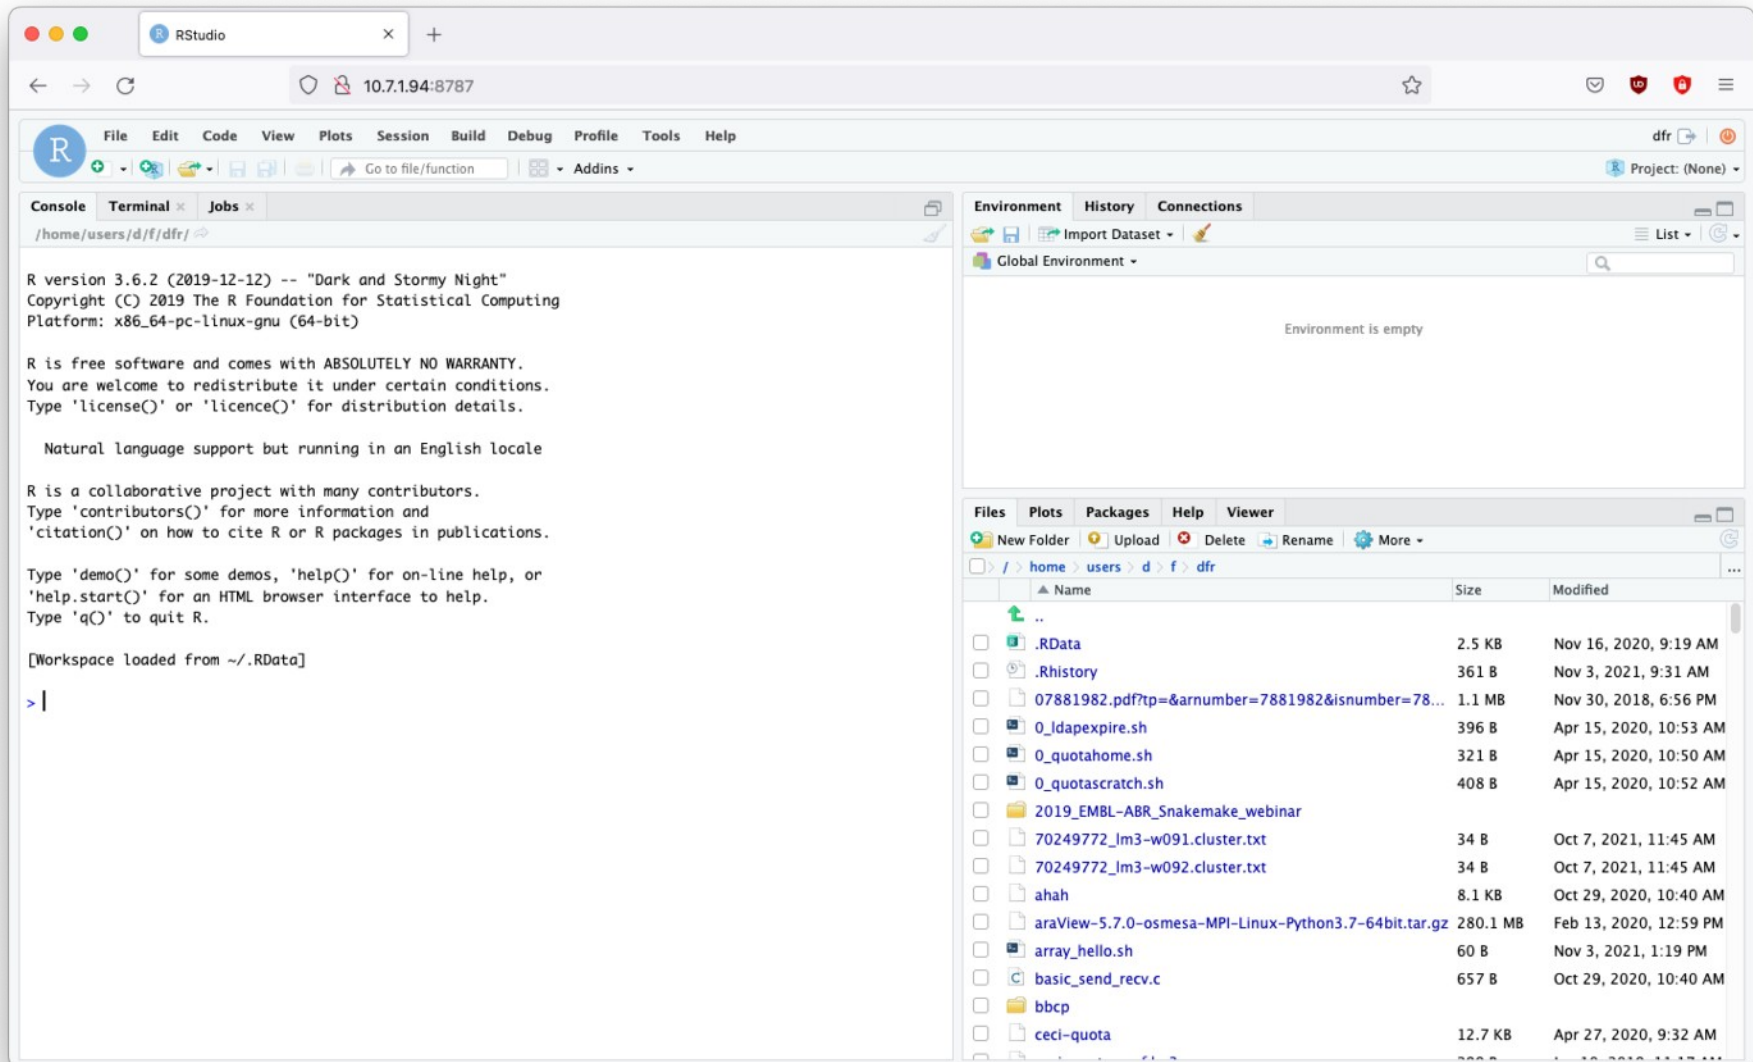 RStudio
10.7.1.94:8787
File Edit Code View Plots Session Build Debug Profile Tools Help
dfr
R
Go to file/function
Addins
Project: (None)
Console Terminal Jobs
/home/users/d/f/dfr/
R version 3.6.2 (2019-12-12) -- "Dark and Stormy Night"
Copyright (C) 2019 The R Foundation for Statistical Computing
Platform: x86_64-pc-linux-gnu (64-bit)
R is free software and comes with ABSOLUTELY NO WARRANTY.
You are welcome to redistribute it under certain conditions.
Type 'license()' or 'licence()' for distribution details.
Natural language support but running in an English locale
R is a collaborative project with many contributors.
Type 'contributors()' for more information and
'citation()' on how to cite R or R packages in publications.
Type 'demo()' for some demos, 'help()' for on-line help, or
'help.start()' for an HTML browser interface to help.
Type 'q()' to quit R.
[Workspace loaded from ~/.RData]
>
Environment History Connections
Import Dataset
List
Global Environment
Environment is empty
Files Plots Packages Help Viewer
New Folder Upload Delete Rename More
/ > home > users > d > f > dfr
...
Name Size Modified
..
.RData 2.5 KB Nov 16, 2020, 9:19 AM
.Rhistory 361 B Nov 3, 2021, 9:31 AM
07881982.pdf?tp=&arnumber=7881982&isnumber=78... 1.1 MB Nov 30, 2018, 6:56 PM
0_ldapexpire.sh 396 B Apr 15, 2020, 10:53 AM
0_quotahome.sh 321 B Apr 15, 2020, 10:50 AM
0_quotascratch.sh 408 B Apr 15, 2020, 10:52 AM
2019_EMBL-ABR_Snakemake_webinar
70249772_lm3-w091.cluster.txt 34 B Oct 7, 2021, 11:45 AM
70249772_lm3-w092.cluster.txt 34 B Oct 7, 2021, 11:45 AM
ahah 8.1 KB Oct 29, 2020, 10:40 AM
araView-5.7.0-osmesa-MPI-Linux-Python3.7-64bit.tar.gz 280.1 MB Feb 13, 2020, 12:59 PM
array_hello.sh 60 B Nov 3, 2021, 1:19 PM
basic_send_recv.c 657 B Oct 29, 2020, 10:40 AM
bbcp
ceci-quota 12.7 KB Apr 27, 2020, 9:32 AM